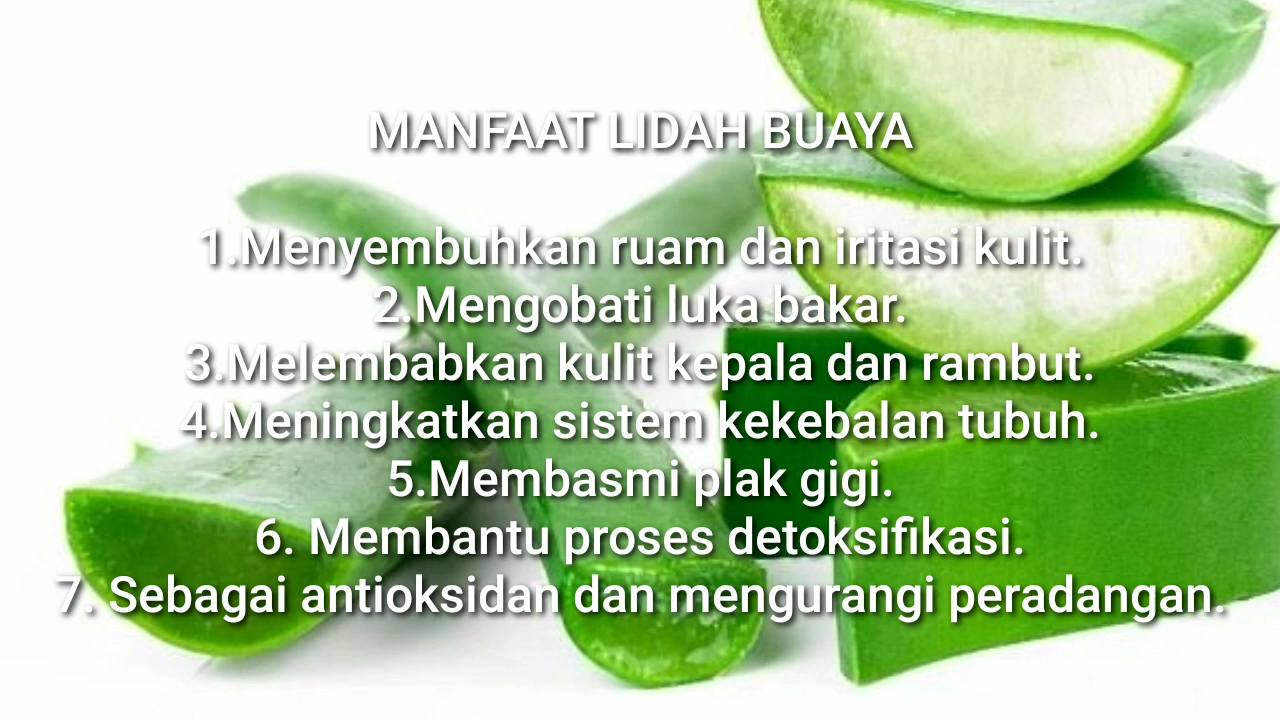 MANFAAT LIDAH BUAYA
1.Menyembuhkan ruam dan iritasi kulit.
2.Mengobati luka bakar.
3.Melembabkan kulit kepala dan rambut.
4.Meningkatkan sistem kekebalan tubuh.
5.Membasmi plak gigi.
6. Membantu proses detoksifikasi.
7. Sebagai antioksidan dan mengurangi peradangan.